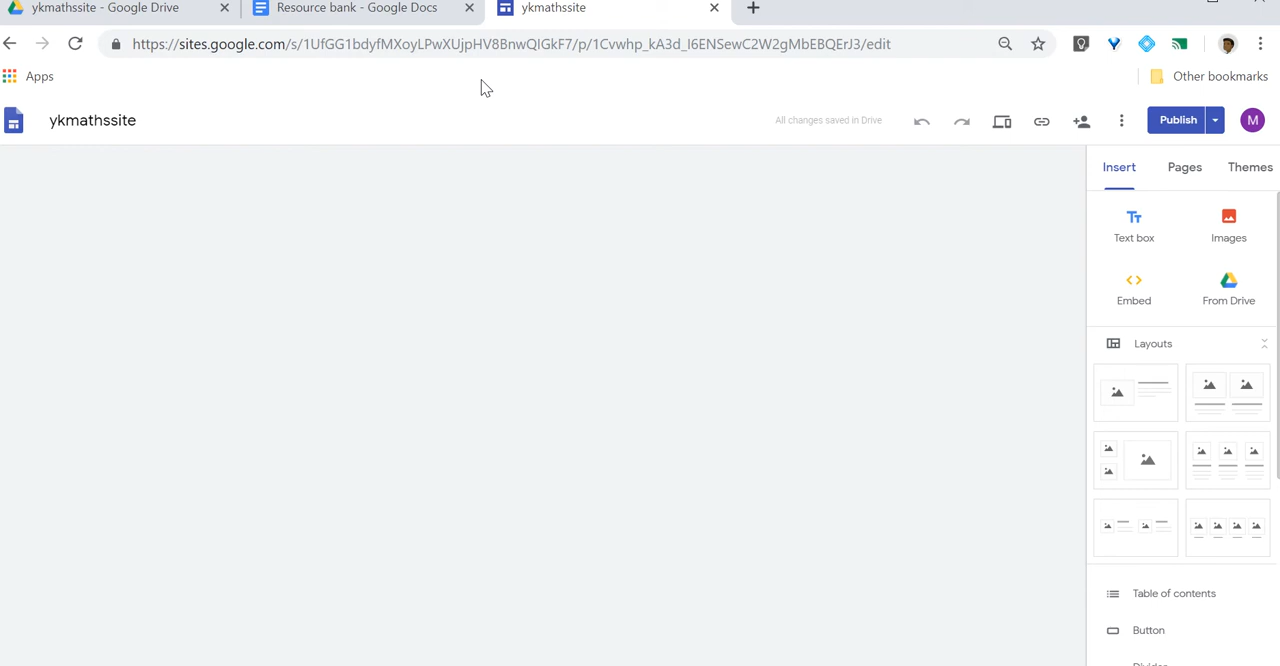 ykmathssite - Google Drive
Resource bank - Google Docs
ykmathssite
https://sites.google.com/s/1UfGG1bdyfMXoyLPwXUjpHV8BnwQIGkF7/p/1Cvwhp_kA3d_I6ENSewC2W2gMbEBQErJ3/edit
Apps
Other bookmarks
ykmathssite
All changes saved in Drive
Publish
M
Insert
Pages
Themes
Text box
Images
Embed
From Drive
Layouts
Table of contents
Button
Divider